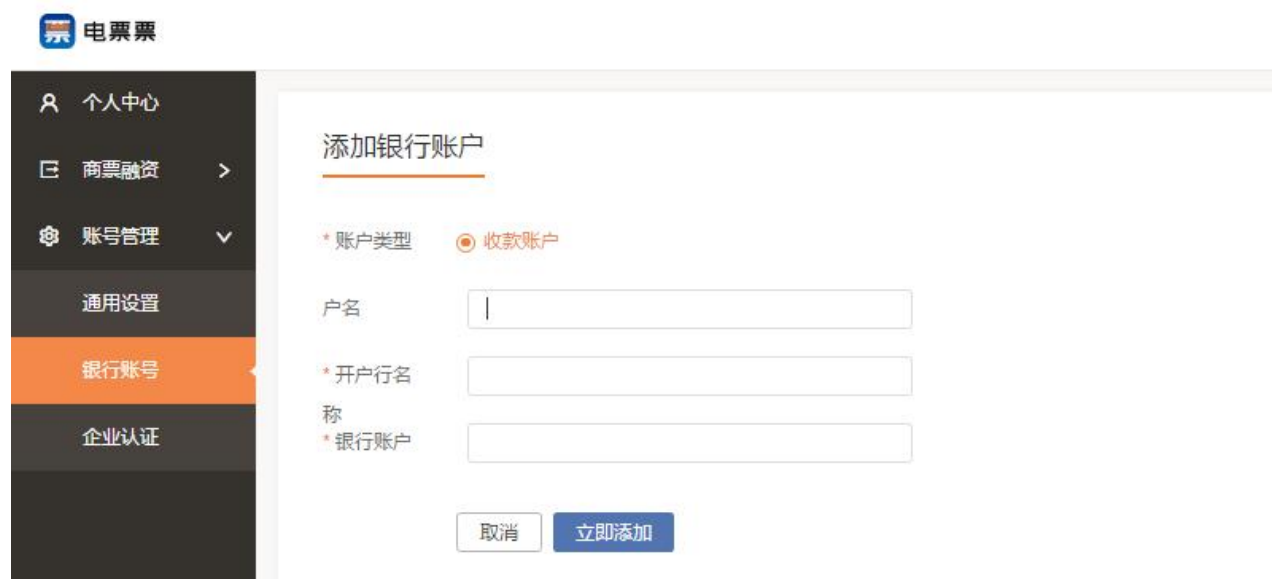 电票票
个人中心
商票融资
账号管理
通用设置
银行账号
企业认证
添加银行账户
* 账户类型 收款账户
户名
* 开户行名
称
* 银行账户
取消 立即添加